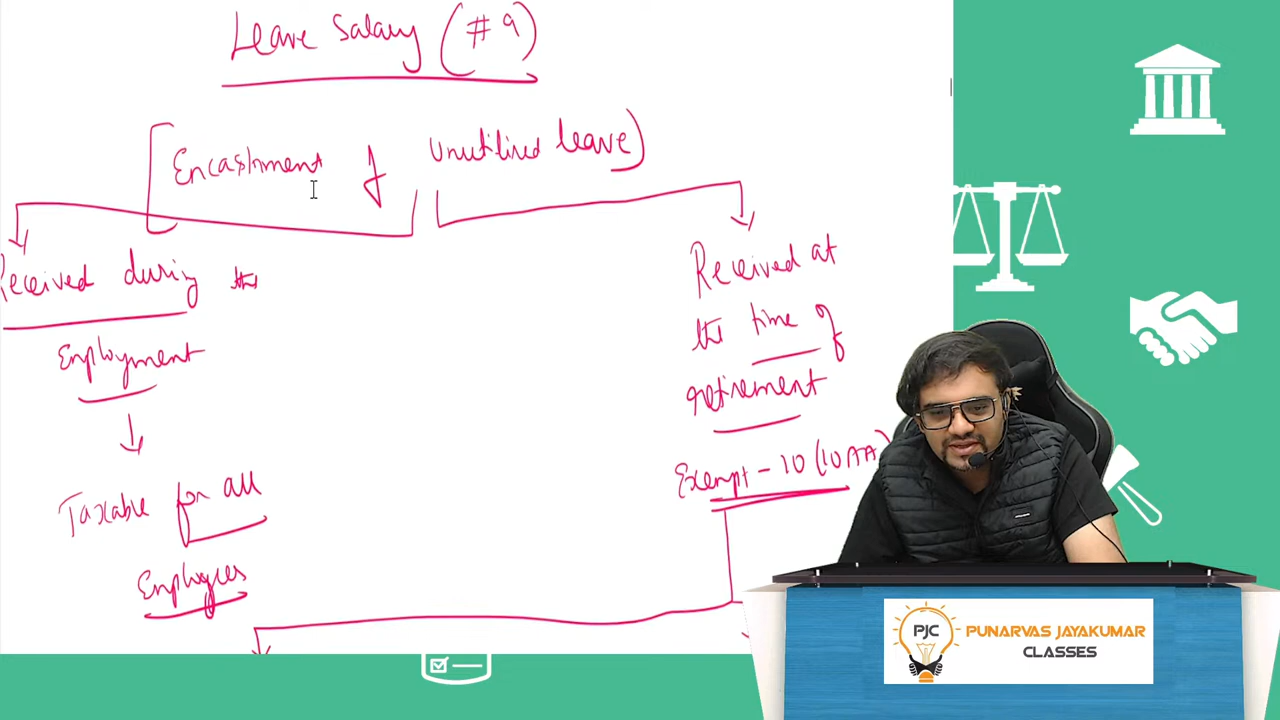 Leave Salary (#9)
[Encashment of unutilised leave)
Received during the
Employment
Taxable for all
Employees
Received at
the time of
retirement
Exempt - 10(10AA)
PJC
PUNARVAS JAYAKUMAR
CLASSES